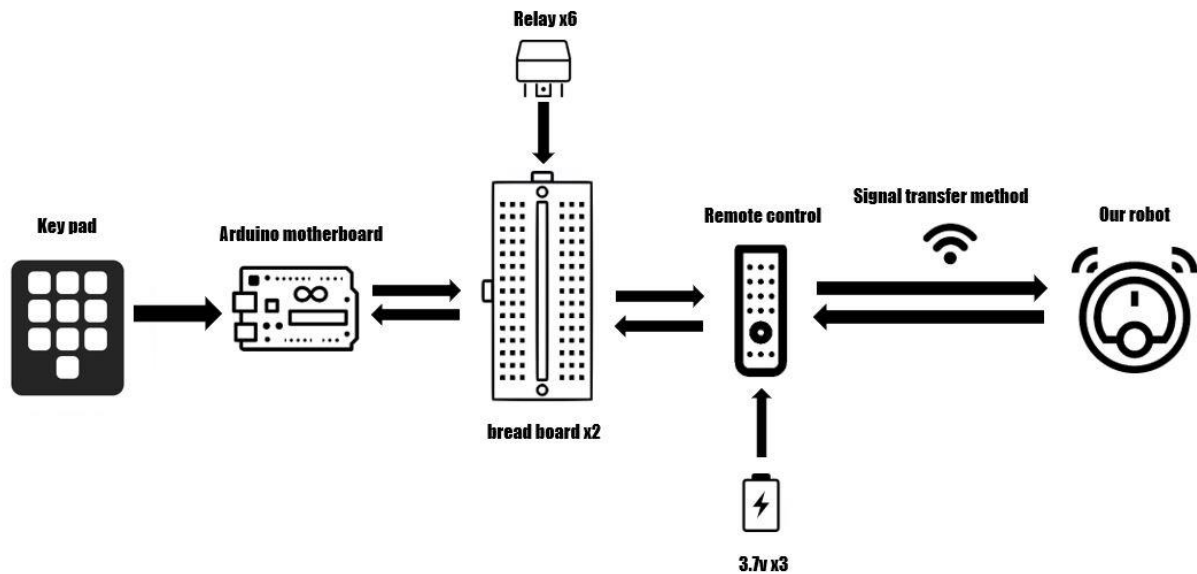 Relay x6
Key pad
Arduino motherboard
bread board x2
Remote control
Signal transfer method
Our robot
3.7v x3